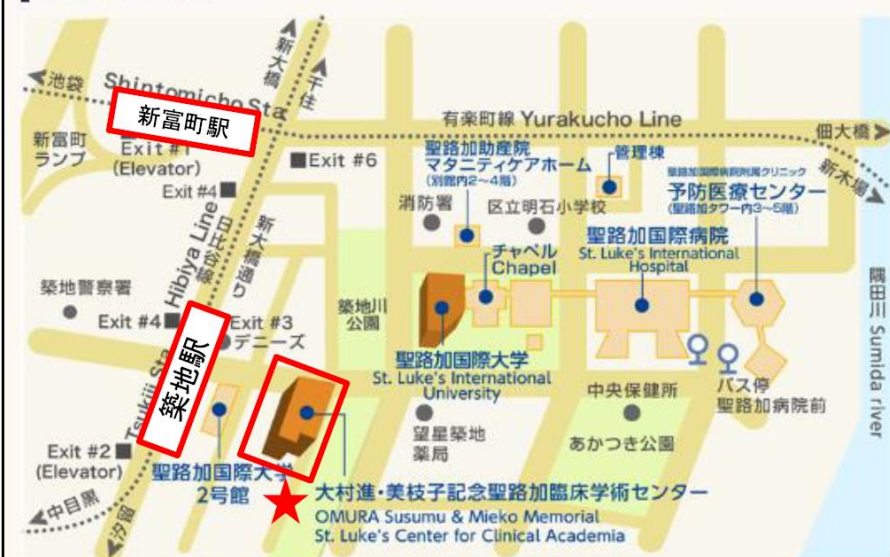 新大橋
千住
池袋
Shintomicho Sta
新富町駅
有楽町線 Yurakucho Line
佃大橋
新木場
新富町
ランプ
Exit #1
(Elevator)
Exit #6
Exit #4
聖路加助産院
マタニティケアホーム
(別館内2~4階)
管理棟
聖路加国際病院附属クリニック
予防医療センター
(聖路加タワー内3~5階)
消防署
区立明石小学校
Hibiya Line
日比谷線
新大橋通り
チャペル
Chapel
聖路加国際病院
St. Luke's International
Hospital
築地警察署
Exit #4
Exit #3
デニーズ
築地川
公園
隅田川 Sumida river
築地駅
Tsukiji Sta
聖路加国際大学
St. Luke's International
University
中央保健所
バス停
聖路加病院前
望星築地
薬局
あかつき公園
Exit #2
(Elevator)
聖路加国際大学
2号館
大村進・美枝子記念聖路加臨床学術センター
OMURA Susumu & Mieko Memorial
St. Luke's Center for Clinical Academia
中目黒
汐留